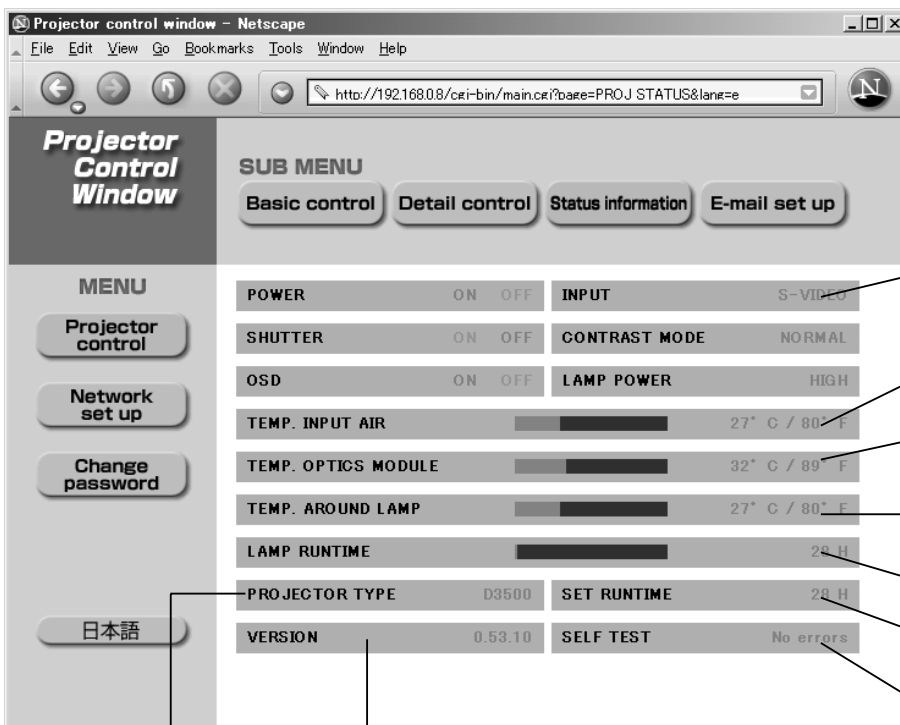 Projector control window - Netscape
File Edit View Go Bookmarks Tools Window Help
http://192.168.0.8/cgi-bin/main.cgi?page=PROJ STATUS&lang=e
N
Projector
Control
Window
SUB MENU
Basic control Detail control Status information E-mail set up
MENU
Projector
control
Network
set up
Change
password
日本語
POWER ON OFF INPUT S-VIDEO
SHUTTER ON OFF CONTRAST MODE NORMAL
OSD ON OFF LAMP POWER HIGH
TEMP. INPUT AIR 27° C / 80° F
TEMP. OPTICS MODULE 32° C / 89° F
TEMP. AROUND LAMP 27° C / 80° F
LAMP RUNTIME 28 H
PROJECTOR TYPE D3500 SET RUNTIME 28 H
VERSION 0.53.10 SELF TEST No errors